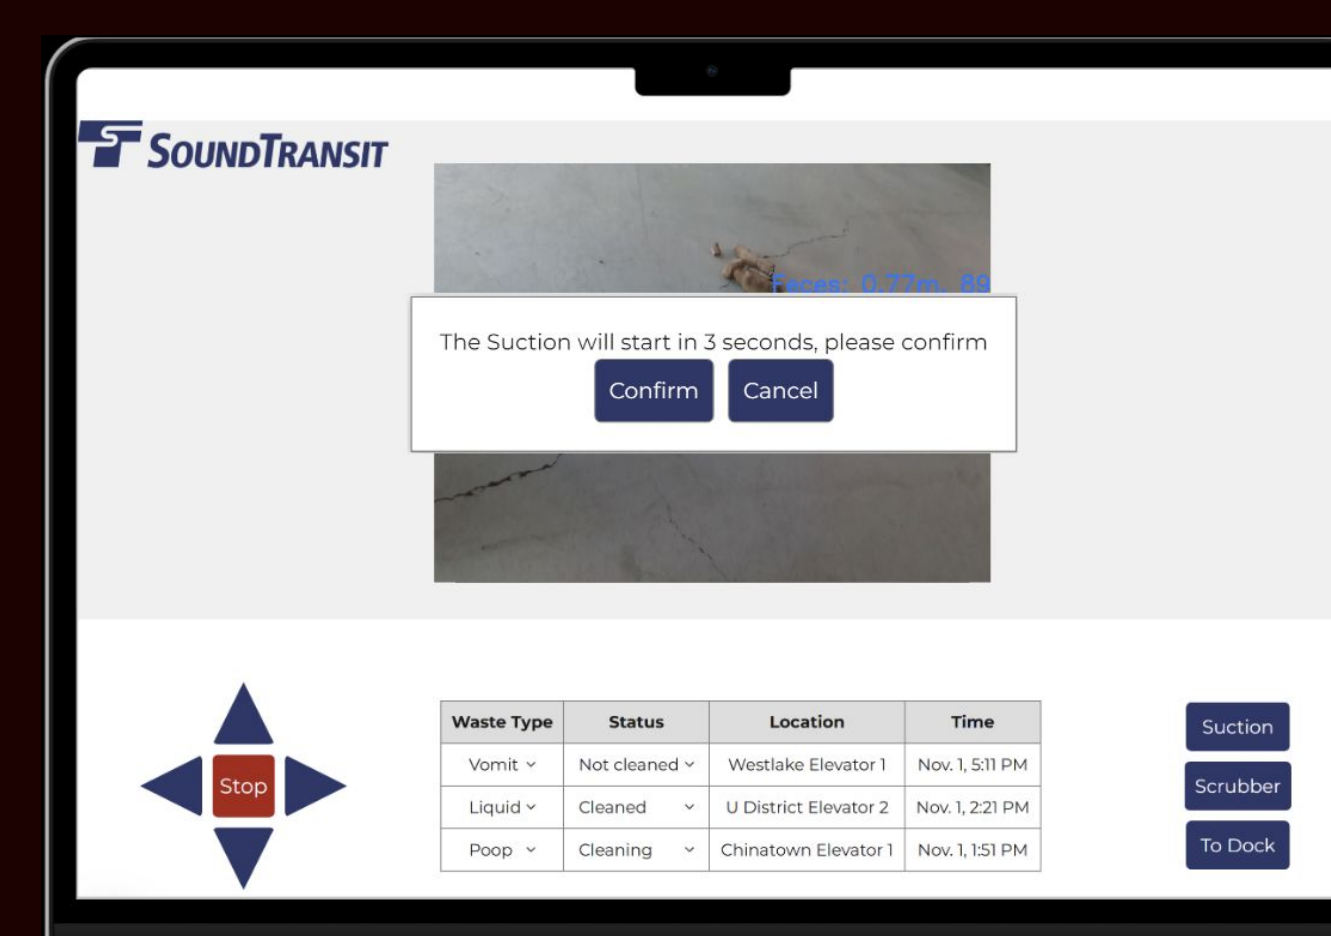 SOUNDTRANSIT
Feces: 0.77m, 89
The Suction will start in 3 seconds, please confirm
Confirm Cancel
Stop
Waste Type Status Location Time
Vomit Not cleaned Westlake Elevator 1 Nov. 1, 5:11 PM
Liquid Cleaned U District Elevator 2 Nov. 1, 2:21 PM
Poop Cleaning Chinatown Elevator 1 Nov. 1, 1:51 PM
Suction
Scrubber
To Dock